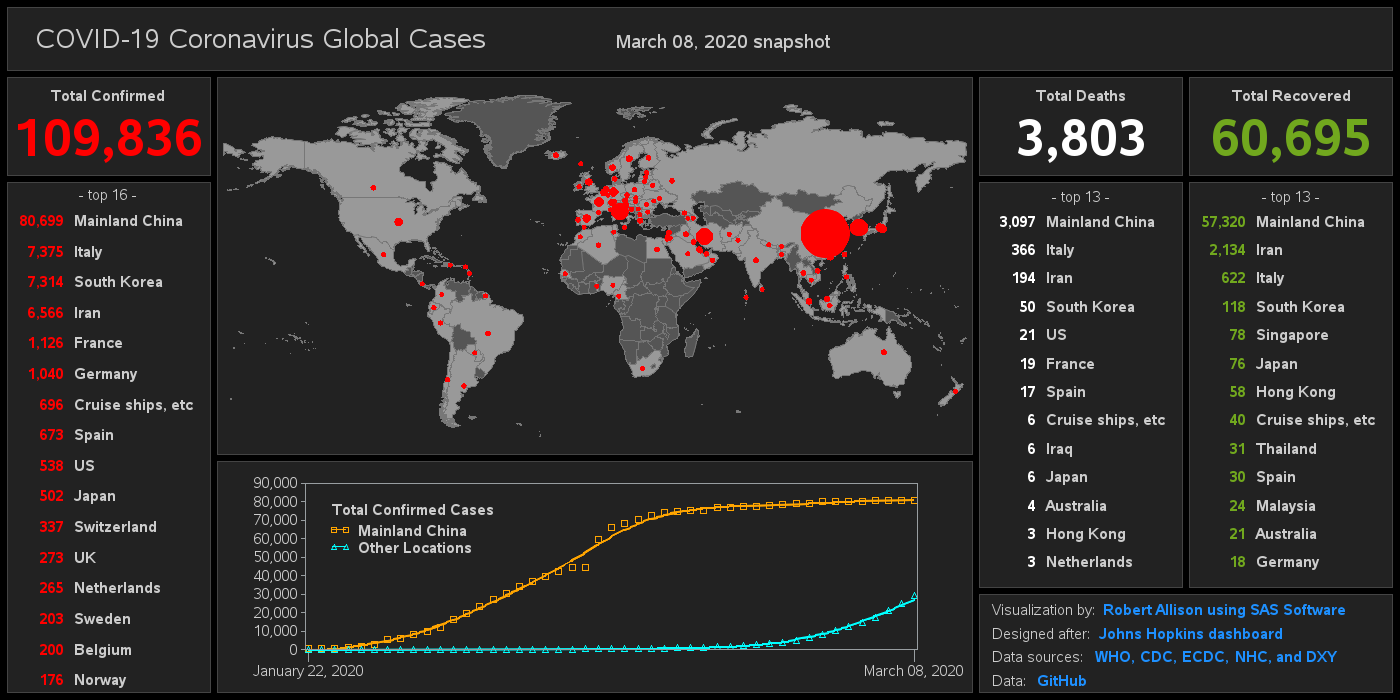 COVID-19 Coronavirus Global Cases
March 08, 2020 snapshot
Total Confirmed
109,836
- top 16 -
80,699 Mainland China
7,375 Italy
7,314 South Korea
6,566 Iran
1,126 France
1,040 Germany
696 Cruise ships, etc
673 Spain
538 US
502 Japan
337 Switzerland
273 UK
265 Netherlands
203 Sweden
200 Belgium
176 Norway
90,000
80,000
70,000
60,000
50,000
40,000
30,000
20,000
10,000
0
Total Confirmed Cases
Mainland China
Other Locations
January 22, 2020
March 08, 2020
Total Deaths
3,803
- top 13 -
3,097 Mainland China
366 Italy
194 Iran
50 South Korea
21 US
19 France
17 Spain
6 Cruise ships, etc
6 Iraq
6 Japan
4 Australia
3 Hong Kong
3 Netherlands
Total Recovered
60,695
- top 13 -
57,320 Mainland China
2,134 Iran
622 Italy
118 South Korea
78 Singapore
76 Japan
58 Hong Kong
40 Cruise ships, etc
31 Thailand
30 Spain
24 Malaysia
21 Australia
18 Germany
Visualization by: Robert Allison using SAS Software
Designed after: Johns Hopkins dashboard
Data sources: WHO, CDC, ECDC, NHC, and DXY
Data: GitHub